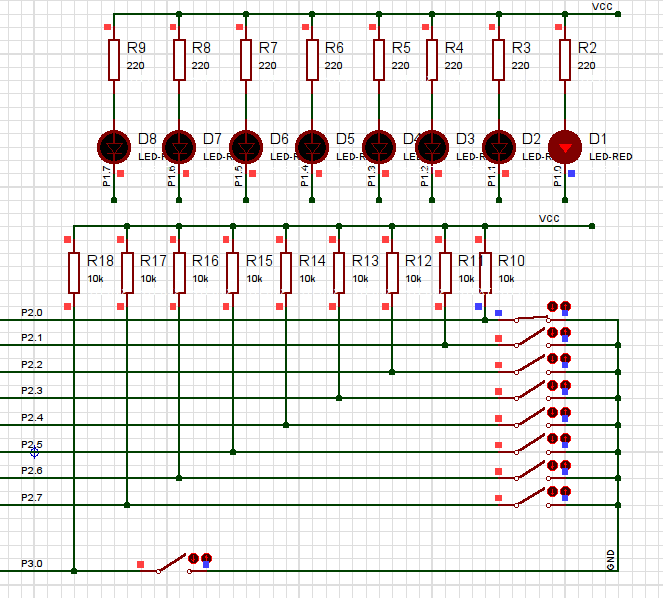 VCC
R9 R8 R7 R6 R5 R4 R3 R2
220 220 220 220 220 220 220 220
D8 D7 D6 D5 D4 D3 D2 D1
LED-R LED-R LED-R LED-R LED-R LED-R LED-RED
P1.7 P1.6 P1.5 P1.4 P1.3 P1.2 P1.1 P1.0
VCC
R18 R17 R16 R15 R14 R13 R12 R11 R10
10k 10k 10k 10k 10k 10k 10k 10k 10k
P2.0
P2.1
P2.2
P2.3
P2.4
P2.5
P2.6
P2.7
P3.0
GND